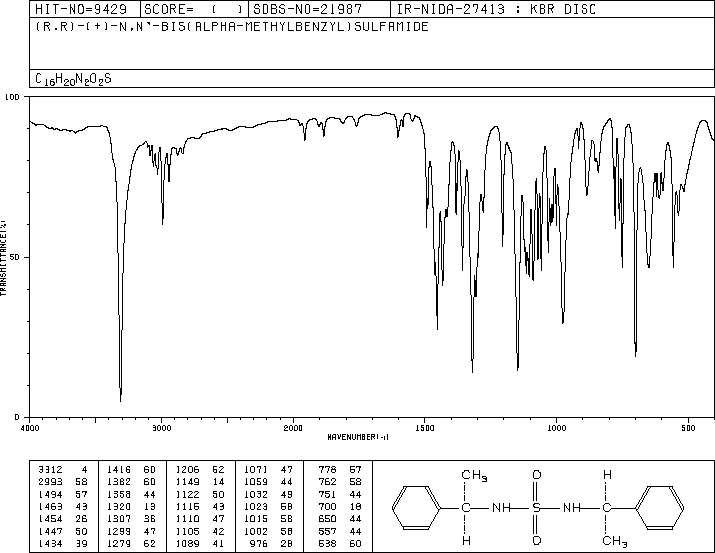 HIT-NO=9429 SCORE= ( ) SDBS-NO=21987 IR-NIDA-27413 : KBR DISC
(R.R)-(+)-N,N'-BIS(ALPHA-METHYLBENZYL)SULFAMIDE
C16H20N2O2S
100
50
0
TRANSMITTANCE(%)
4000 3000 2000 1500 1000 500
WAVENUMBER(-1)
3312 4 1416 60 1206 52 1071 47 778 57
2993 58 1382 60 1149 14 1059 44 762 58
1494 57 1358 44 1122 50 1032 49 751 44
1463 43 1320 13 1115 43 1023 58 700 18
1454 26 1307 36 1110 47 1015 58 650 44
1447 50 1299 47 1105 42 1002 58 557 44
1434 39 1279 62 1089 41 976 28 538 60
CH3 O H
C NH S NH C
H O CH3